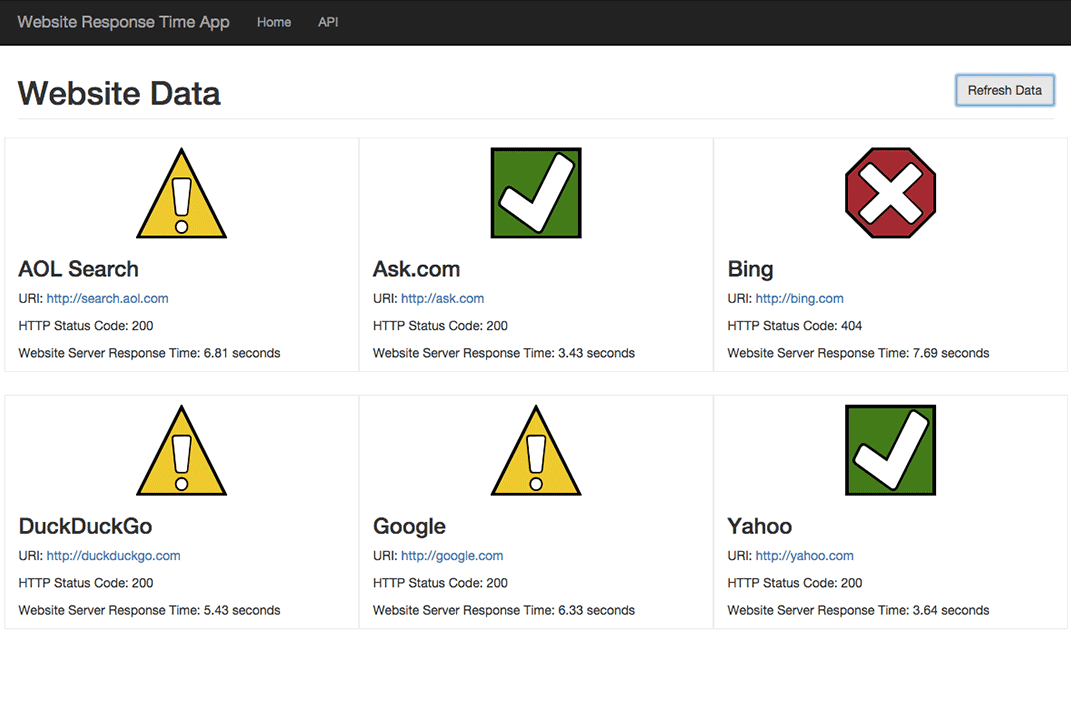 Website Response Time App Home API
Website Data
Refresh Data
AOL Search
URI: http://search.aol.com
HTTP Status Code: 200
Website Server Response Time: 6.81 seconds
Ask.com
URI: http://ask.com
HTTP Status Code: 200
Website Server Response Time: 3.43 seconds
Bing
URI: http://bing.com
HTTP Status Code: 404
Website Server Response Time: 7.69 seconds
DuckDuckGo
URI: http://duckduckgo.com
HTTP Status Code: 200
Website Server Response Time: 5.43 seconds
Google
URI: http://google.com
HTTP Status Code: 200
Website Server Response Time: 6.33 seconds
Yahoo
URI: http://yahoo.com
HTTP Status Code: 200
Website Server Response Time: 3.64 seconds